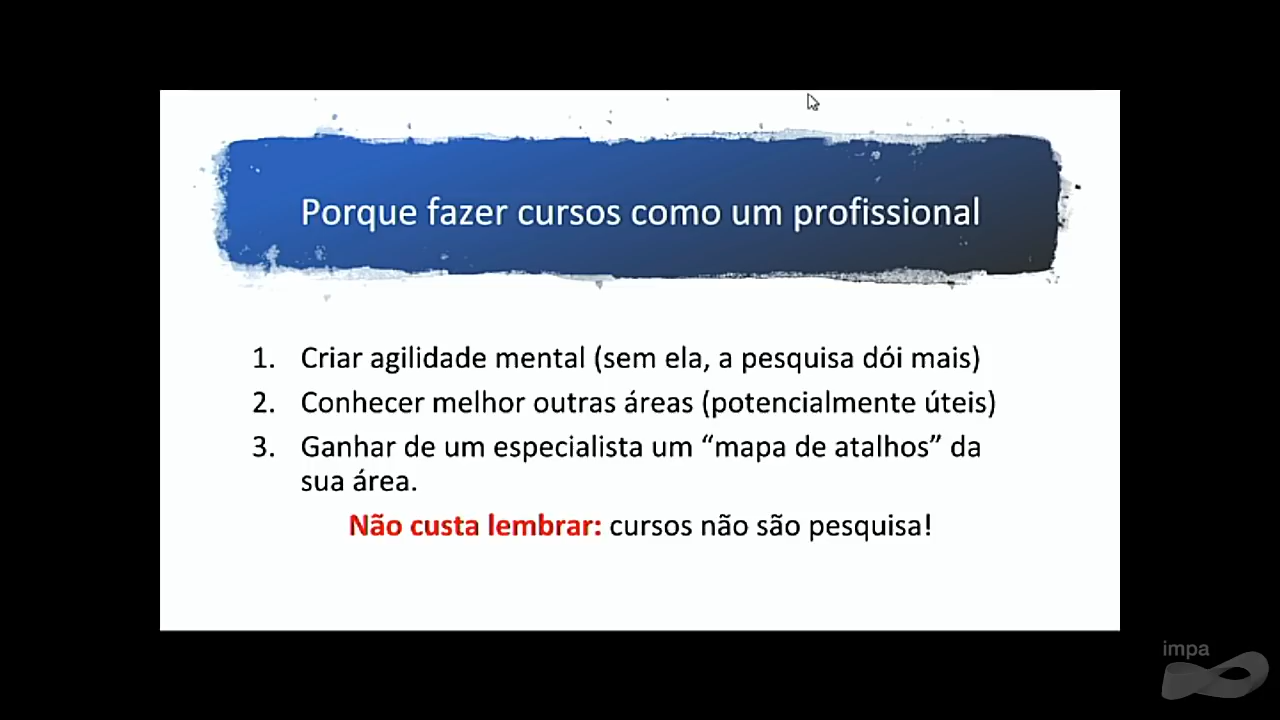 Porque fazer cursos como um profissional
1. Criar agilidade mental (sem ela, a pesquisa dói mais)
2. Conhecer melhor outras áreas (potencialmente úteis)
3. Ganhar de um especialista um “mapa de atalhos” da
sua área.
Não custa lembrar: cursos não são pesquisa!
impa